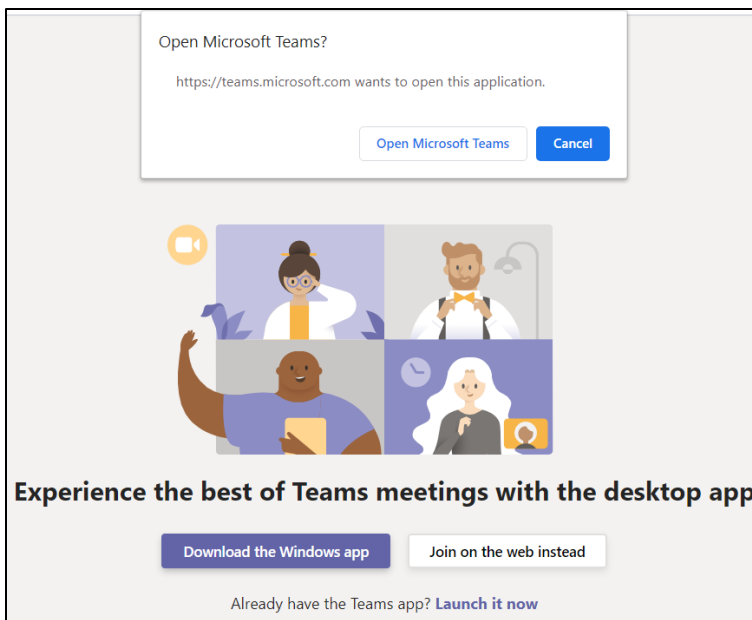 Open Microsoft Teams?
https://teams.microsoft.com wants to open this application.
Open Microsoft Teams Cancel
Experience the best of Teams meetings with the desktop app
Download the Windows app Join on the web instead
Already have the Teams app? Launch it now